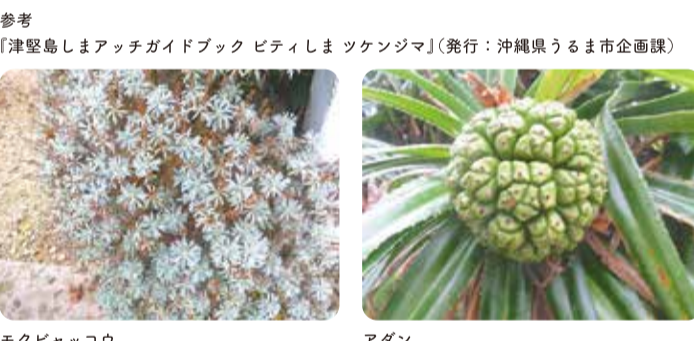 参考
『津堅島しまアッチガイドブック ビティしま ツケンジマ』(発行：沖縄県うるま市企画課)
モクビャッコウ
アダン